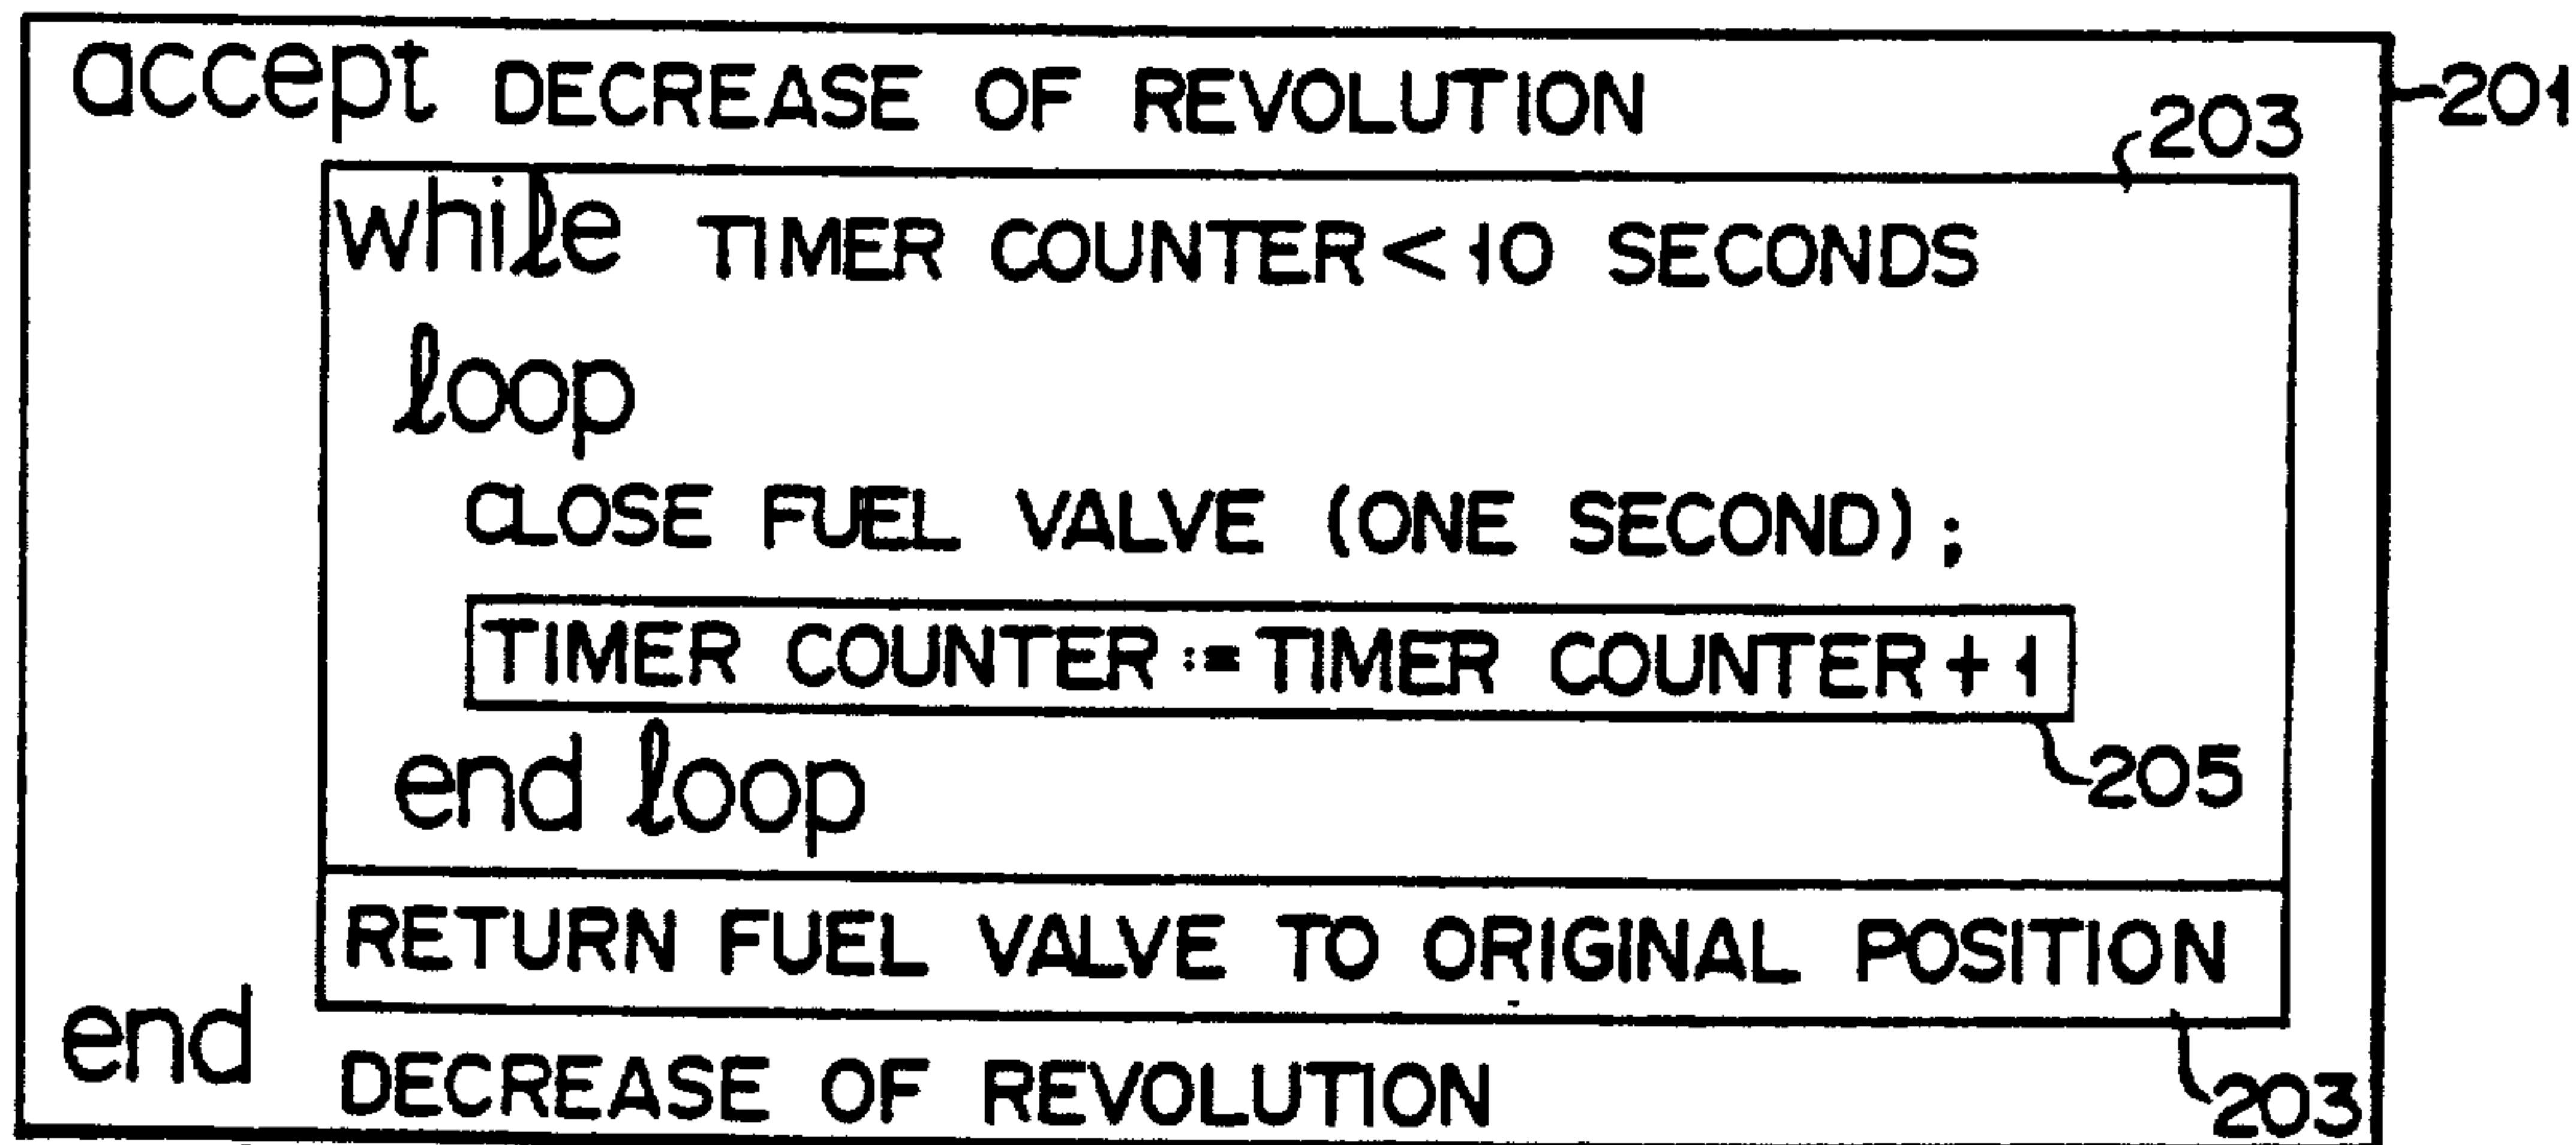 accept DECREASE OF REVOLUTION
201
203
while TIMER COUNTER < 10 SECONDS
loop
CLOSE FUEL VALVE (ONE SECOND) ;
TIMER COUNTER := TIMER COUNTER + 1
205
end loop
RETURN FUEL VALVE TO ORIGINAL POSITION
203
end DECREASE OF REVOLUTION